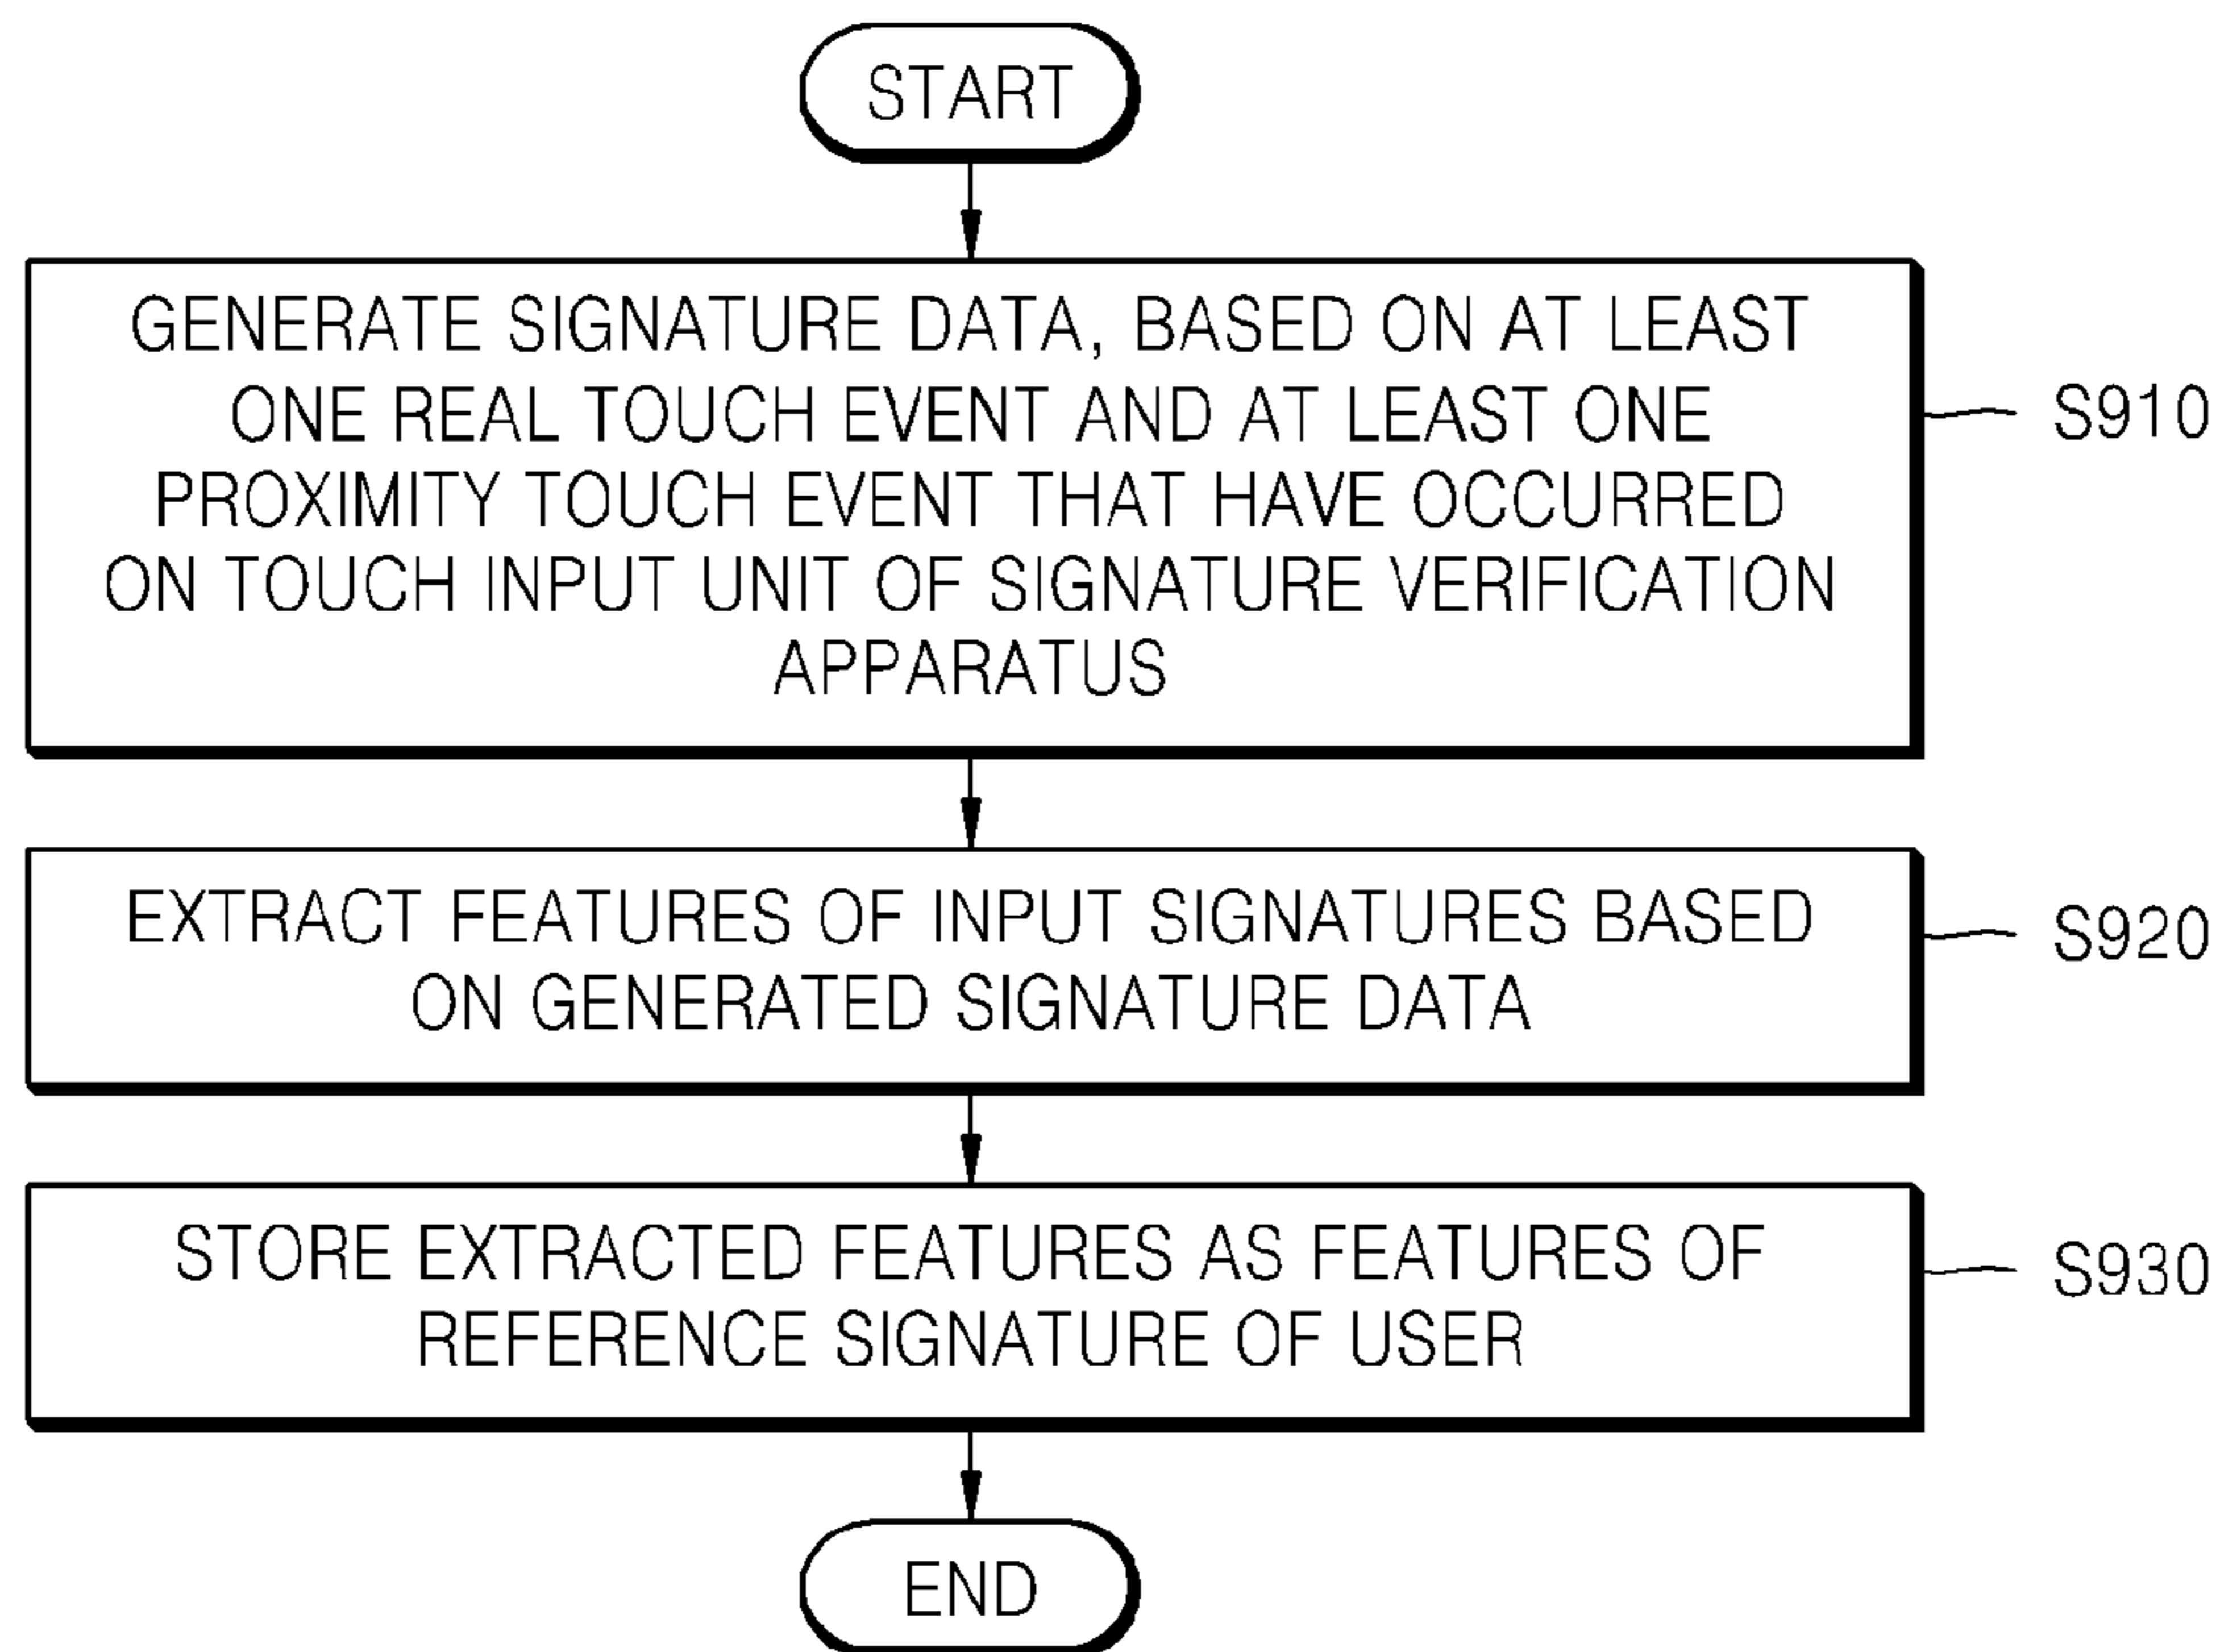 START
GENERATE SIGNATURE DATA, BASED ON AT LEAST
ONE REAL TOUCH EVENT AND AT LEAST ONE
PROXIMITY TOUCH EVENT THAT HAVE OCCURRED
ON TOUCH INPUT UNIT OF SIGNATURE VERIFICATION
APPARATUS
S910
EXTRACT FEATURES OF INPUT SIGNATURES BASED
ON GENERATED SIGNATURE DATA
S920
STORE EXTRACTED FEATURES AS FEATURES OF
REFERENCE SIGNATURE OF USER
S930
END